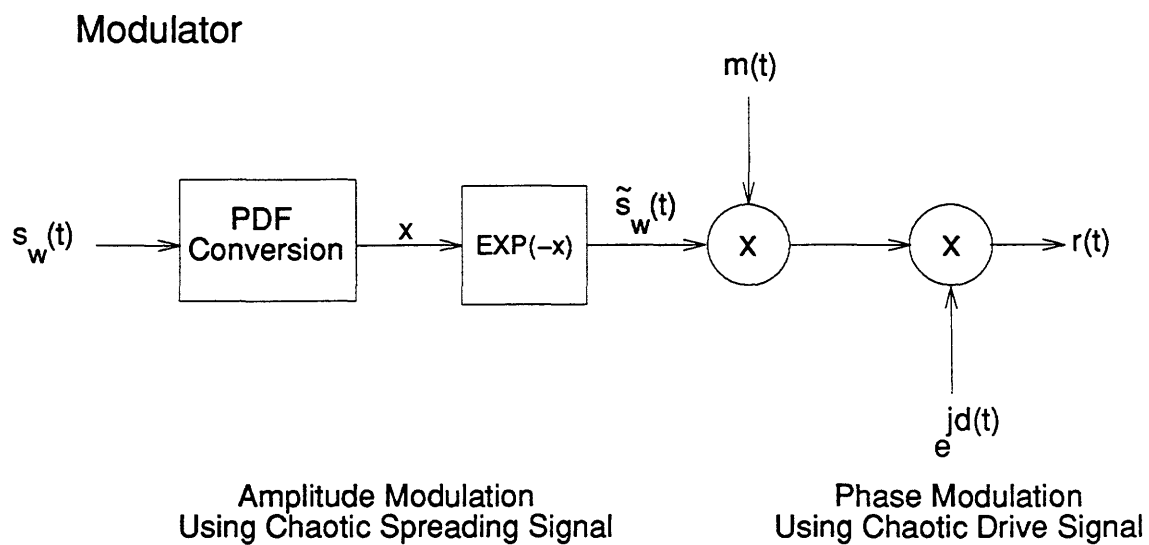 Modulator
m(t)
s_w(t)
PDF
Conversion
x
EXP(−x)
s̃_w(t)
X
X
r(t)
e^jd(t)
Amplitude Modulation
Using Chaotic Spreading Signal
Phase Modulation
Using Chaotic Drive Signal